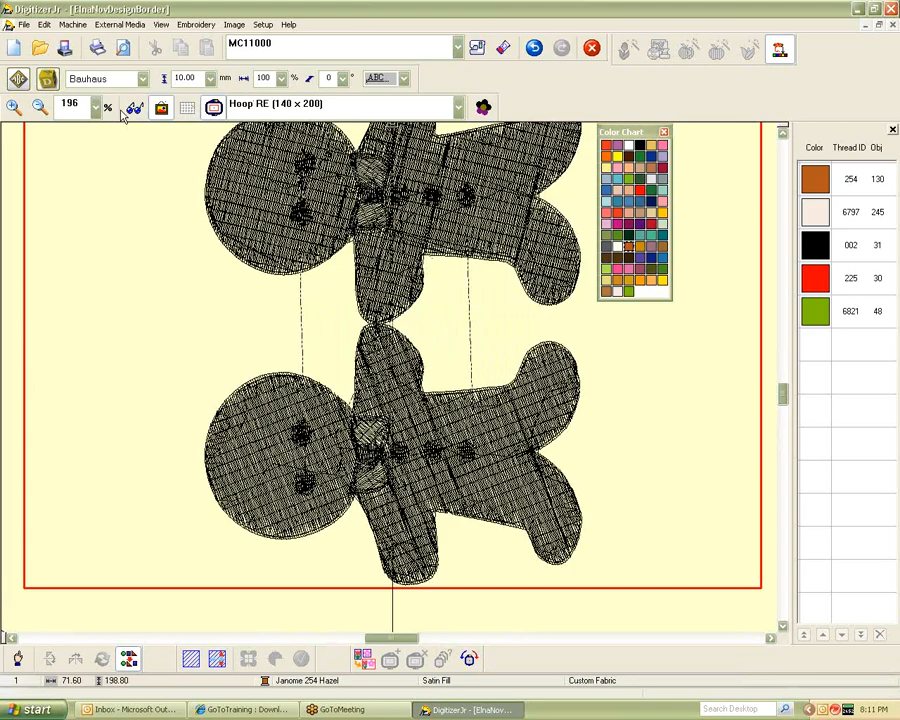 DigitizerJr - [ElnaNovDesignBorder]
File Edit Machine External Media View Embroidery Image Setup Help
MC11000
Bauhaus 10.00 mm 100 % 0 ° ABC
196 % Hoop RE (140 x 200)
Color Chart
Color Thread ID Obj
254 130
6797 245
002 31
225 30
6821 48
1 71.60 198.80 Janome 254 Hazel Satin Fill Custom Fabric
start Inbox - Microsoft Out... GoToTraining : Downl... GoToMeeting DigitizerJr - [ElnaNov... Search Desktop 8:11 PM